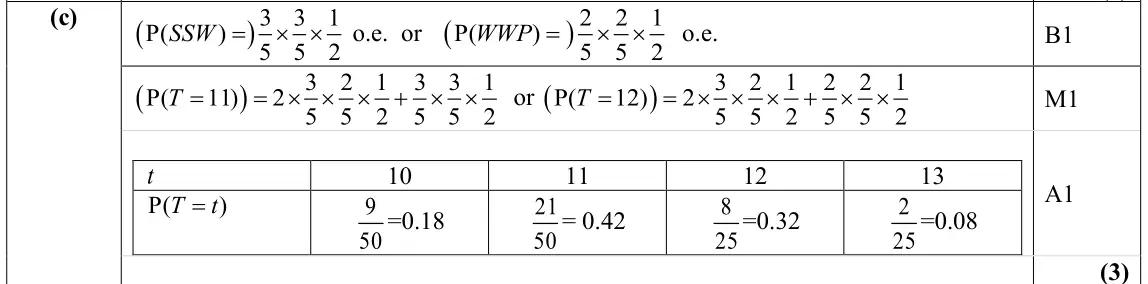 (c) (P(SSW) =) 3/5 × 3/5 × 1/2 o.e. or (P(WWP) =) 2/5 × 2/5 × 1/2 o.e. B1
(P(T = 11)) = 2 × 3/5 × 2/5 × 1/2 + 3/5 × 3/5 × 1/2 or (P(T = 12)) = 2 × 3/5 × 2/5 × 1/2 + 2/5 × 2/5 × 1/2 M1
t 10 11 12 13
P(T = t) 9/50 =0.18 21/50 = 0.42 8/25 =0.32 2/25 =0.08 A1
(3)